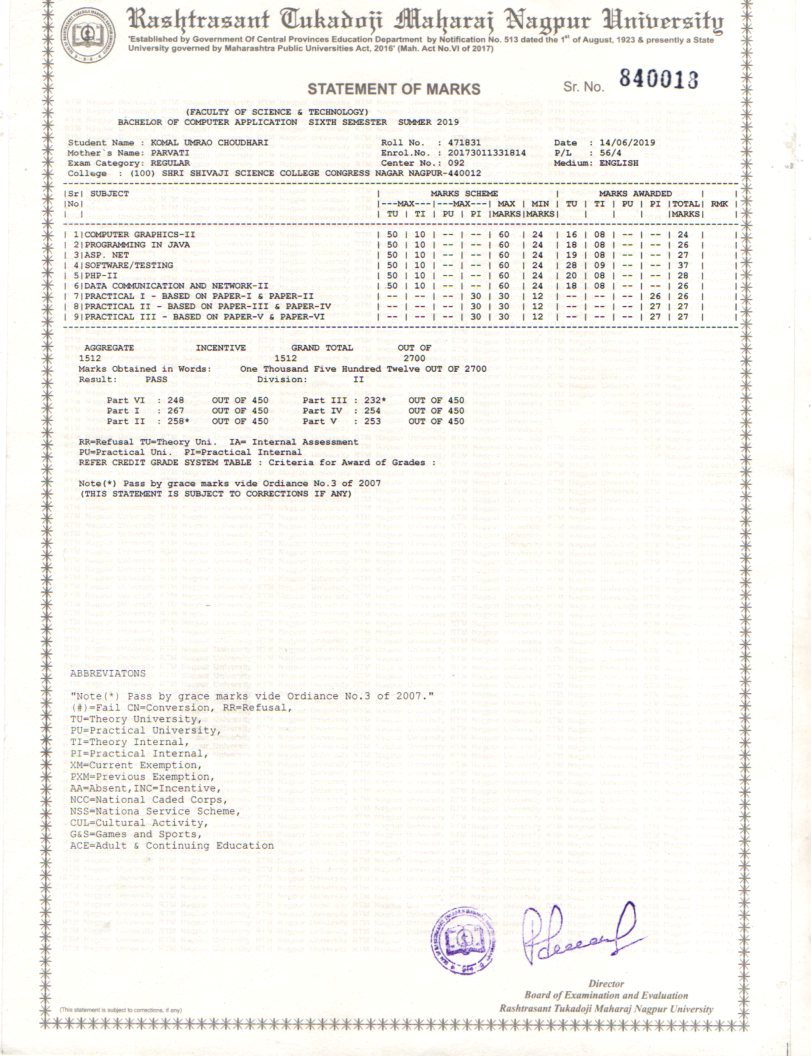 Rashtrasant Tukadoji Maharaj Nagpur University
'Established by Government Of Central Provinces Education Department by Notification No. 513 dated the 1st of August, 1923 & presently a State
University governed by Maharashtra Public Universities Act, 2016' (Mah. Act No.VI of 2017)
STATEMENT OF MARKS
Sr. No. 840013
(FACULTY OF SCIENCE & TECHNOLOGY)
BACHELOR OF COMPUTER APPLICATION SIXTH SEMESTER SUMMER 2019
Student Name : KOMAL UMRAO CHOUDHARI Roll No. : 471831 Date : 14/06/2019
Mother`s Name: PARVATI Enrol.No. : 20173011331814 P/L : 56/4
Exam Category: REGULAR Center No.: 092 Medium: ENGLISH
College : (100) SHRI SHIVAJI SCIENCE COLLEGE CONGRESS NAGAR NAGPUR-440012
|Sr| SUBJECT | MARKS SCHEME | MARKS AWARDED | |
|No| |---MAX---|---MAX---| MAX | MIN | TU | TI | PU | PI |TOTAL| RMK |
| | | TU | TI | PU | PI |MARKS|MARKS| | | | |MARKS| |
| 1|COMPUTER GRAPHICS-II | 50 | 10 | -- | -- | 60 | 24 | 16 | 08 | -- | -- | 24 | |
| 2|PROGRAMMING IN JAVA | 50 | 10 | -- | -- | 60 | 24 | 18 | 08 | -- | -- | 26 | |
| 3|ASP. NET | 50 | 10 | -- | -- | 60 | 24 | 19 | 08 | -- | -- | 27 | |
| 4|SOFTWARE/TESTING | 50 | 10 | -- | -- | 60 | 24 | 28 | 09 | -- | -- | 37 | |
| 5|PHP-II | 50 | 10 | -- | -- | 60 | 24 | 20 | 08 | -- | -- | 28 | |
| 6|DATA COMMUNICATION AND NETWORK-II | 50 | 10 | -- | -- | 60 | 24 | 18 | 08 | -- | -- | 26 | |
| 7|PRACTICAL I - BASED ON PAPER-I & PAPER-II | -- | -- | -- | 30 | 30 | 12 | -- | -- | -- | 26 | 26 | |
| 8|PRACTICAL II - BASED ON PAPER-III & PAPER-IV | -- | -- | -- | 30 | 30 | 12 | -- | -- | -- | 27 | 27 | |
| 9|PRACTICAL III - BASED ON PAPER-V & PAPER-VI | -- | -- | -- | 30 | 30 | 12 | -- | -- | -- | 27 | 27 | |
AGGREGATE INCENTIVE GRAND TOTAL OUT OF
1512 1512 2700
Marks Obtained in Words: One Thousand Five Hundred Twelve OUT OF 2700
Result: PASS Division: II
Part VI : 248 OUT OF 450 Part III : 232* OUT OF 450
Part I : 267 OUT OF 450 Part IV : 254 OUT OF 450
Part II : 258* OUT OF 450 Part V : 253 OUT OF 450
RR=Refusal TU=Theory Uni. IA= Internal Assessment
PU=Practical Uni. PI=Practical Internal
REFER CREDIT GRADE SYSTEM TABLE : Criteria for Award of Grades :
Note(*) Pass by grace marks vide Ordiance No.3 of 2007
(THIS STATEMENT IS SUBJECT TO CORRECTIONS IF ANY)
ABBREVIATONS
"Note(*) Pass by grace marks vide Ordiance No.3 of 2007."
(#)=Fail CN=Conversion, RR=Refusal,
TU=Theory University,
PU=Practical University,
TI=Theory Internal,
PI=Practical Internal,
XM=Current Exemption,
PXM=Previous Exemption,
AA=Absent,INC=Incentive,
NCC=National Caded Corps,
NSS=Nationa Service Scheme,
CUL=Cultural Activity,
G&S=Games and Sports,
ACE=Adult & Continuing Education
Director
Board of Examination and Evaluation
Rashtrasant Tukadoji Maharaj Nagpur University
(This statement is subject to corrections, if any)